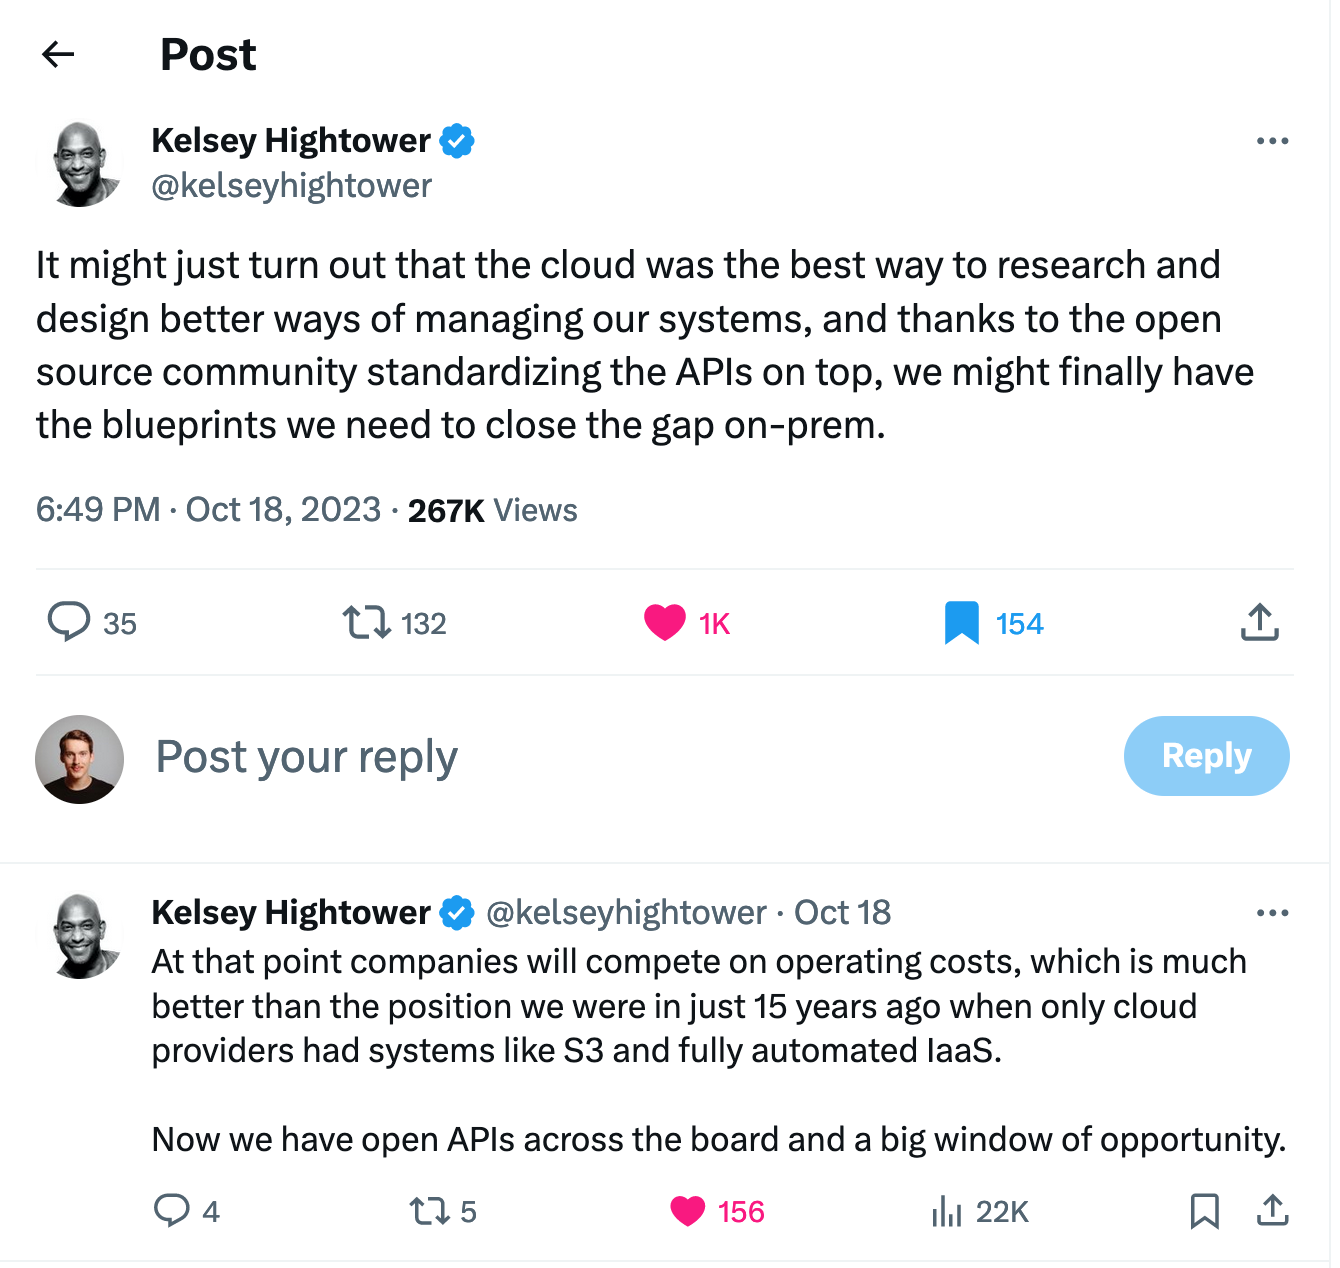 Post
Kelsey Hightower
@kelseyhightower
It might just turn out that the cloud was the best way to research and
design better ways of managing our systems, and thanks to the open
source community standardizing the APIs on top, we might finally have
the blueprints we need to close the gap on-prem.
6:49 PM · Oct 18, 2023 · 267K Views
35 132 1K 154
Post your reply Reply
Kelsey Hightower @kelseyhightower · Oct 18
At that point companies will compete on operating costs, which is much
better than the position we were in just 15 years ago when only cloud
providers had systems like S3 and fully automated IaaS.
Now we have open APIs across the board and a big window of opportunity.
4 5 156 22K